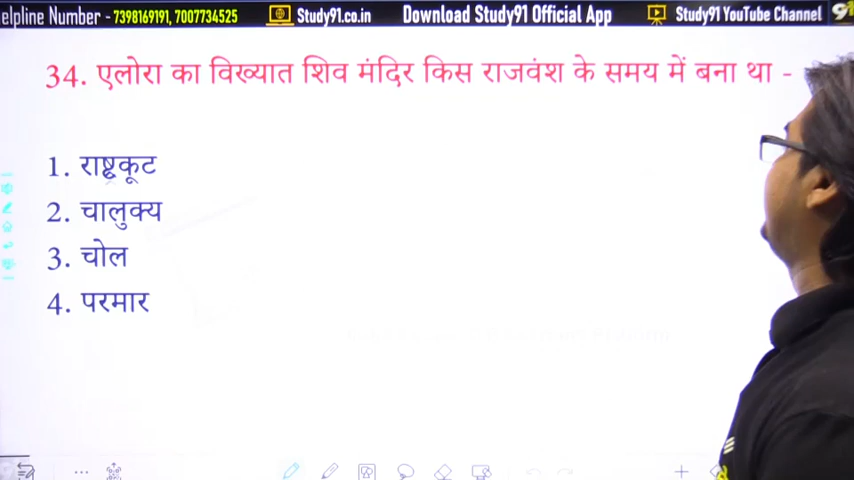 elpline Number - 7398169191, 7007734525 Study91.co.in Download Study91 Official App Study91 YouTube Channel 91
34. एलोरा का विख्यात शिव मंदिर किस राजवंश के समय में बना था -
1. राष्ट्रकूट
2. चालुक्य
3. चोल
4. परमार